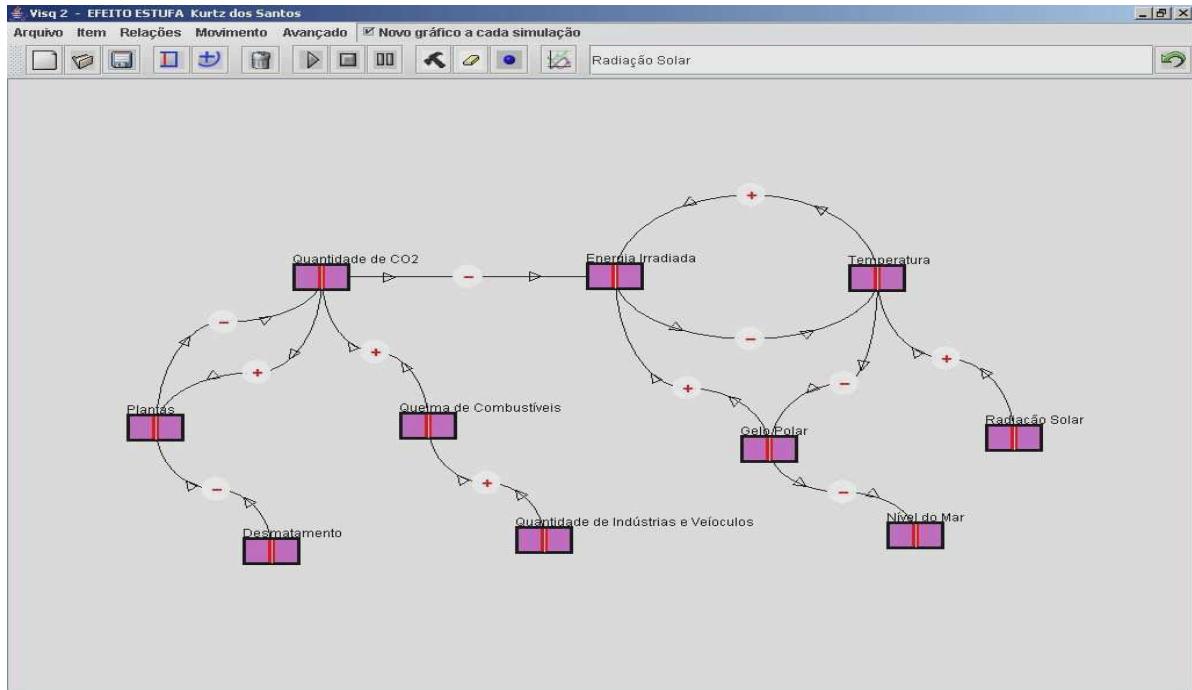 Visq 2 - EFEITO ESTUFA Kurtz dos Santos
Arquivo Item Relações Movimento Avançado Novo gráfico a cada simulação
Radiação Solar
+
Quantidade de CO2
Energia Irradiada
Temperatura
-
-
-
+
+
+
+
-
Plantas
Queima de Combustíveis
Gelo Polar
Radiação Solar
-
+
-
Desmatamento
Quantidade de Indústrias e Veíoculos
Nível do Mar